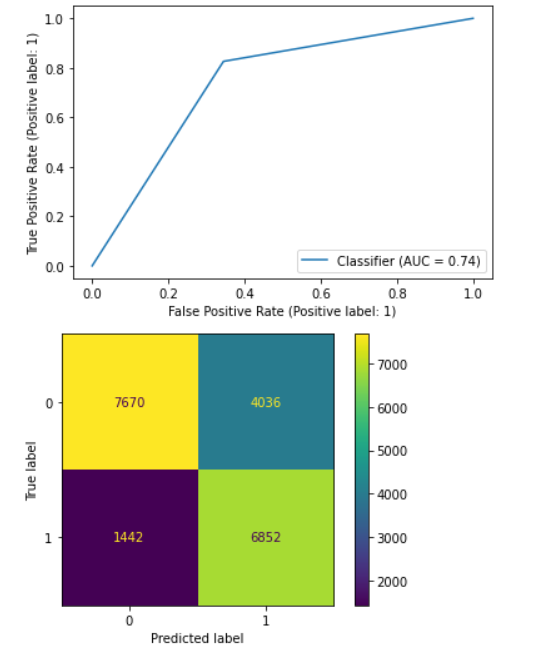 1.0
0.8
0.6
0.4
0.2
0.0
True Positive Rate (Positive label: 1)
Classifier (AUC = 0.74)
0.0 0.2 0.4 0.6 0.8 1.0
False Positive Rate (Positive label: 1)
7670 4036
1442 6852
0
1
True label
0 1
Predicted label
7000
6000
5000
4000
3000
2000